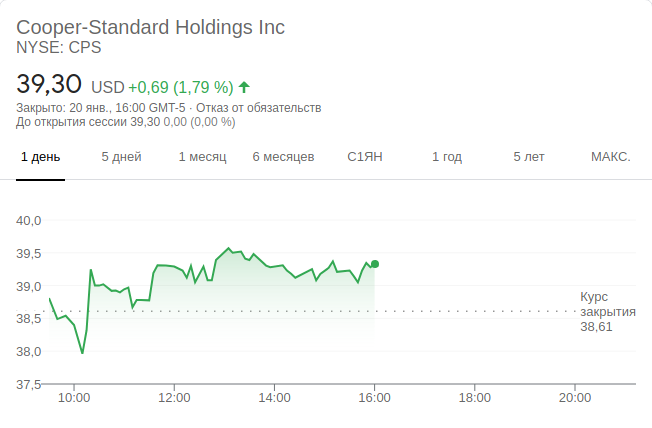 Cooper-Standard Holdings Inc
NYSE: CPS
39,30 USD +0,69 (1,79 %)
Закрыто: 20 янв., 16:00 GMT-5 · Отказ от обязательств
До открытия сессии 39,30 0,00 (0,00 %)
1 день 5 дней 1 месяц 6 месяцев С1ЯН 1 год 5 лет МАКС.
40,0
39,5
39,0
38,5
38,0
37,5
Курс
закрытия
38,61
10:00 12:00 14:00 16:00 18:00 20:00